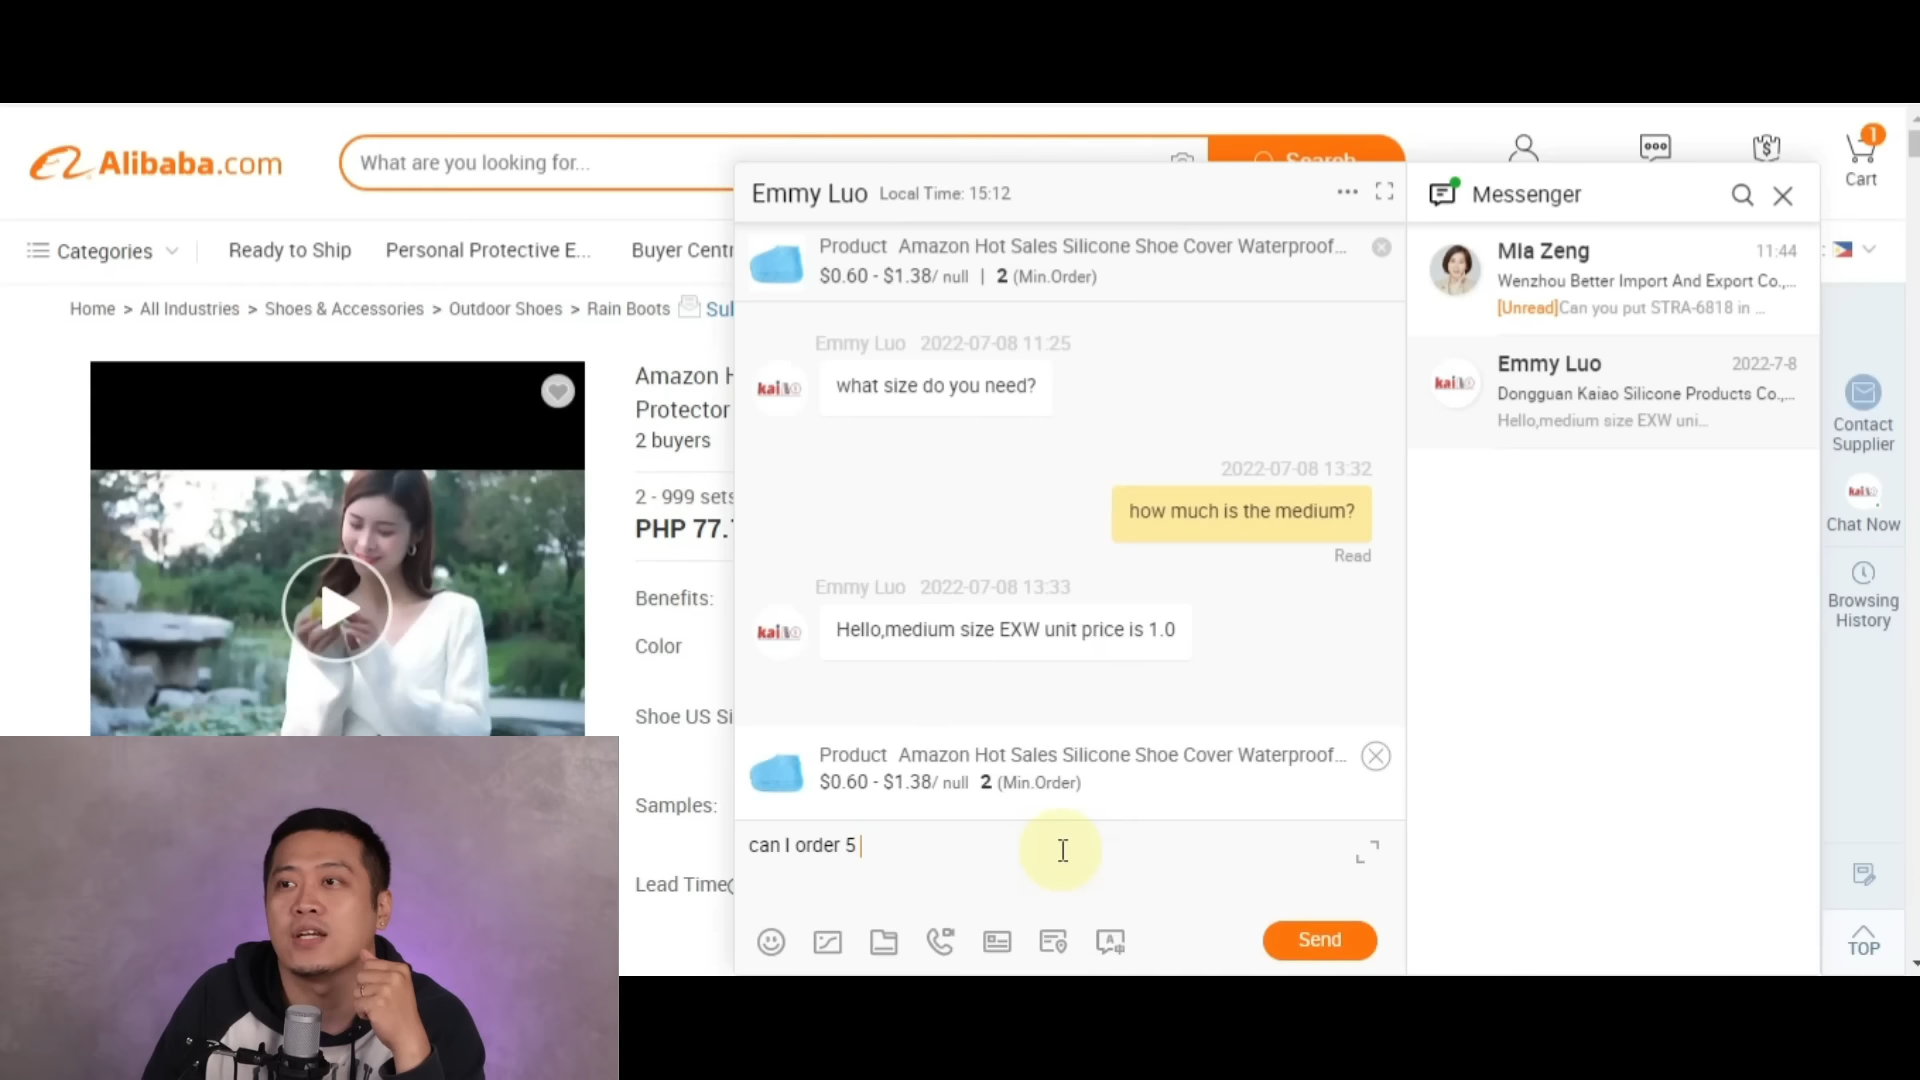 Alibaba.com
What are you looking for...
Search
1
Cart
Categories
Ready to Ship
Personal Protective E...
Buyer Centr
Home > All Industries > Shoes & Accessories > Outdoor Shoes > Rain Boots
Sul
Amazon H
Protector
2 buyers
2 - 999 sets
PHP 77.
Benefits:
Color
Shoe US Si
Samples:
Lead Time(
Emmy Luo Local Time: 15:12
Product Amazon Hot Sales Silicone Shoe Cover Waterproof...
$0.60 - $1.38/ null | 2 (Min.Order)
Emmy Luo 2022-07-08 11:25
what size do you need?
2022-07-08 13:32
how much is the medium?
Read
Emmy Luo 2022-07-08 13:33
Hello,medium size EXW unit price is 1.0
Product Amazon Hot Sales Silicone Shoe Cover Waterproof...
$0.60 - $1.38/ null 2 (Min.Order)
can I order 5
Send
Messenger
Mia Zeng 11:44
Wenzhou Better Import And Export Co.,...
[Unread]Can you put STRA-6818 in ...
Emmy Luo 2022-7-8
Dongguan Kaiao Silicone Products Co.,...
Hello,medium size EXW uni...
Contact
Supplier
Chat Now
Browsing
History
TOP